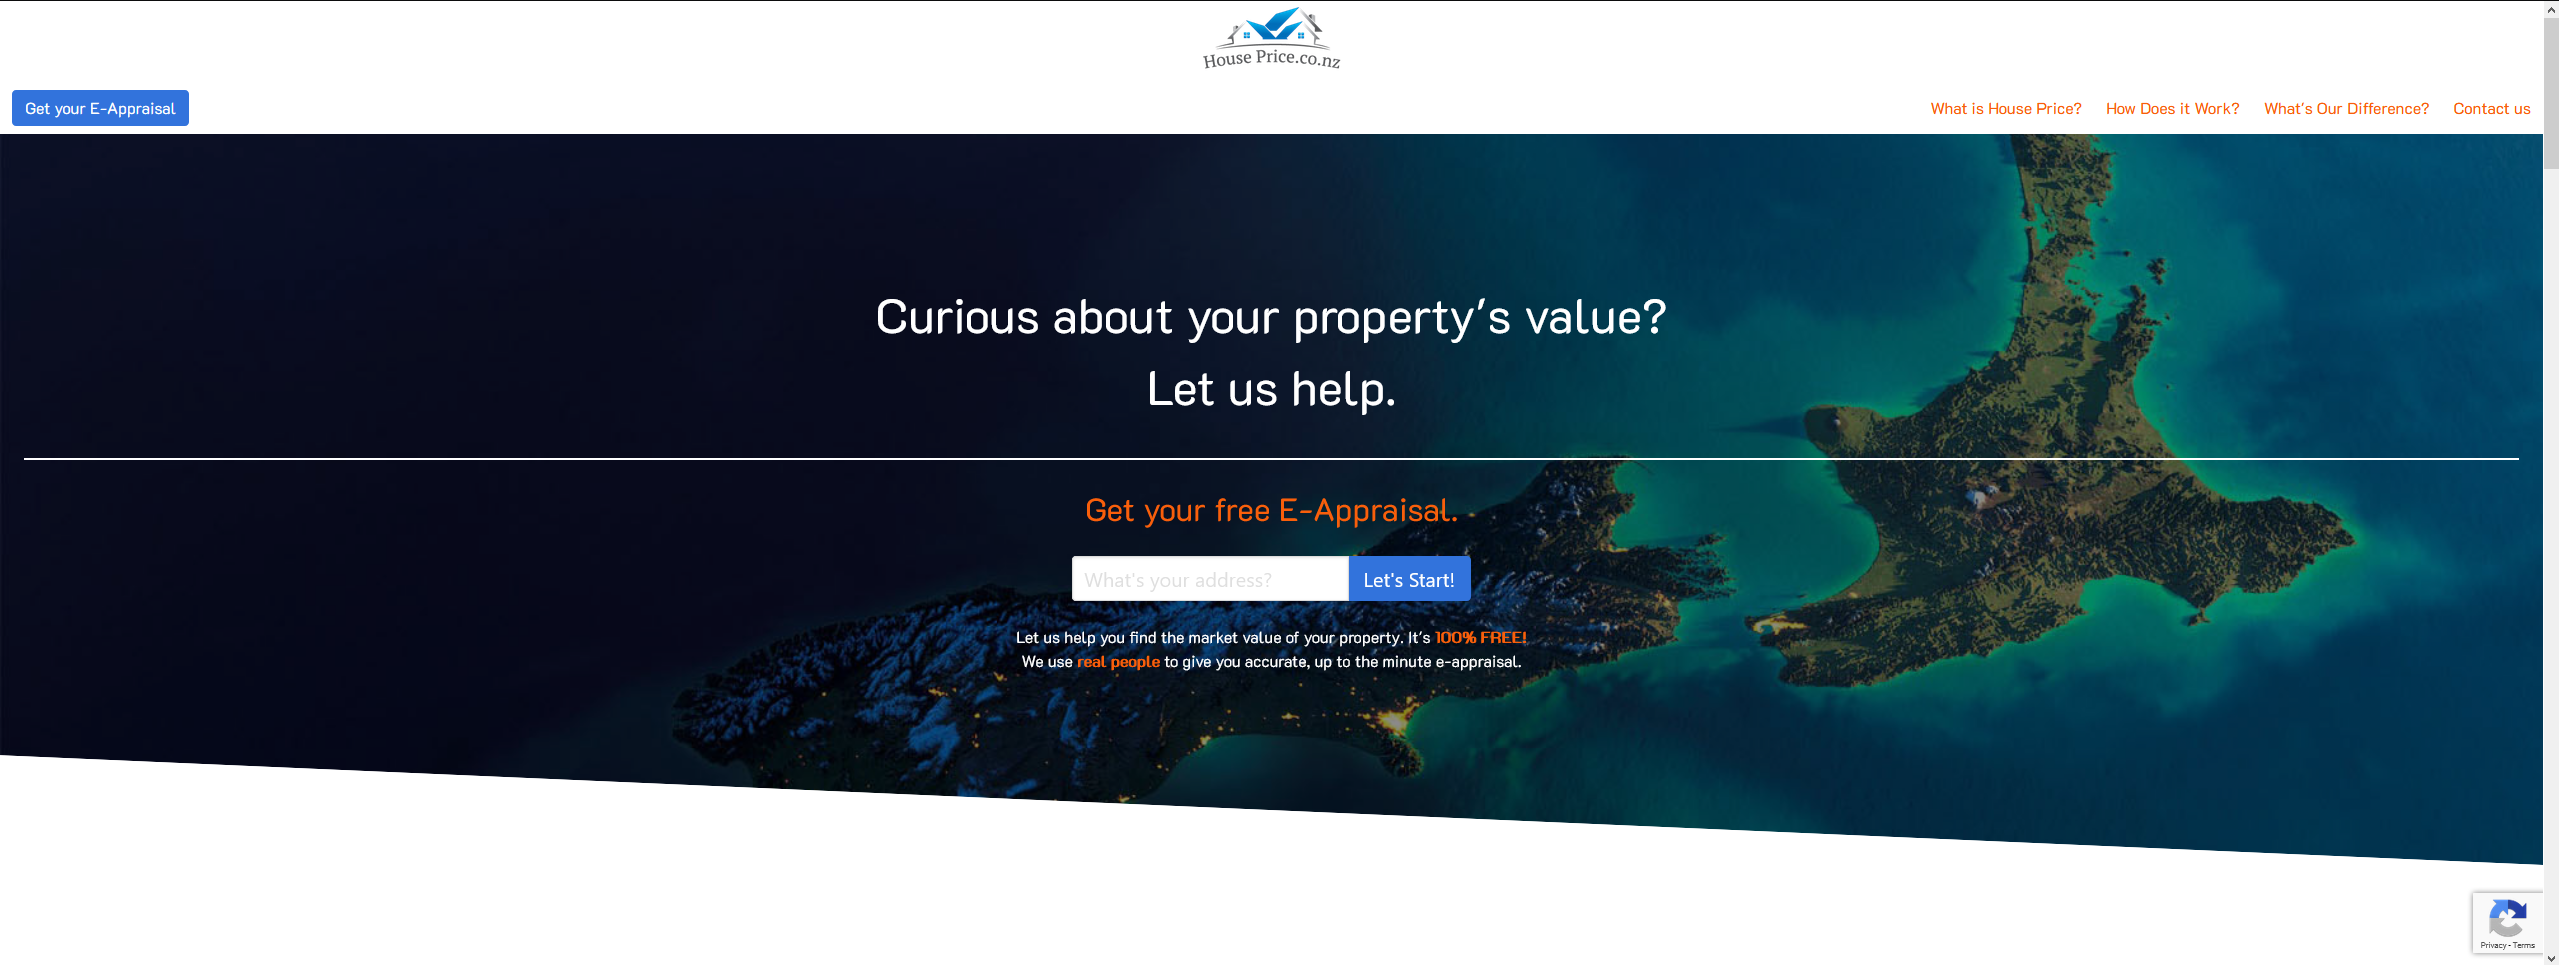 House Price.co.nz
Get your E-Appraisal
What is House Price? How Does it Work? What's Our Difference? Contact us
Curious about your property's value?
Let us help.
Get your free E-Appraisal.
What's your address? Let's Start!
Let us help you find the market value of your property. It's 100% FREE!
We use real people to give you accurate, up to the minute e-appraisal.
Privacy - Terms